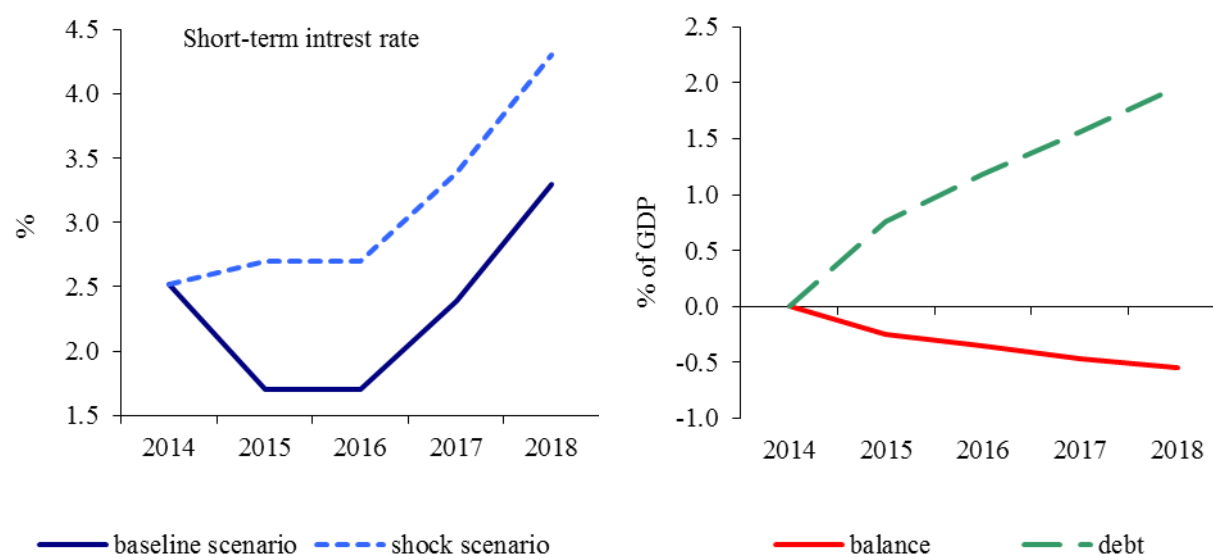 Short-term intrest rate
4.5
4.0
3.5
3.0
2.5
2.0
1.5
%
2014 2015 2016 2017 2018
baseline scenario shock scenario
2.5
2.0
1.5
1.0
0.5
0.0
-0.5
-1.0
% of GDP
2014 2015 2016 2017 2018
balance debt